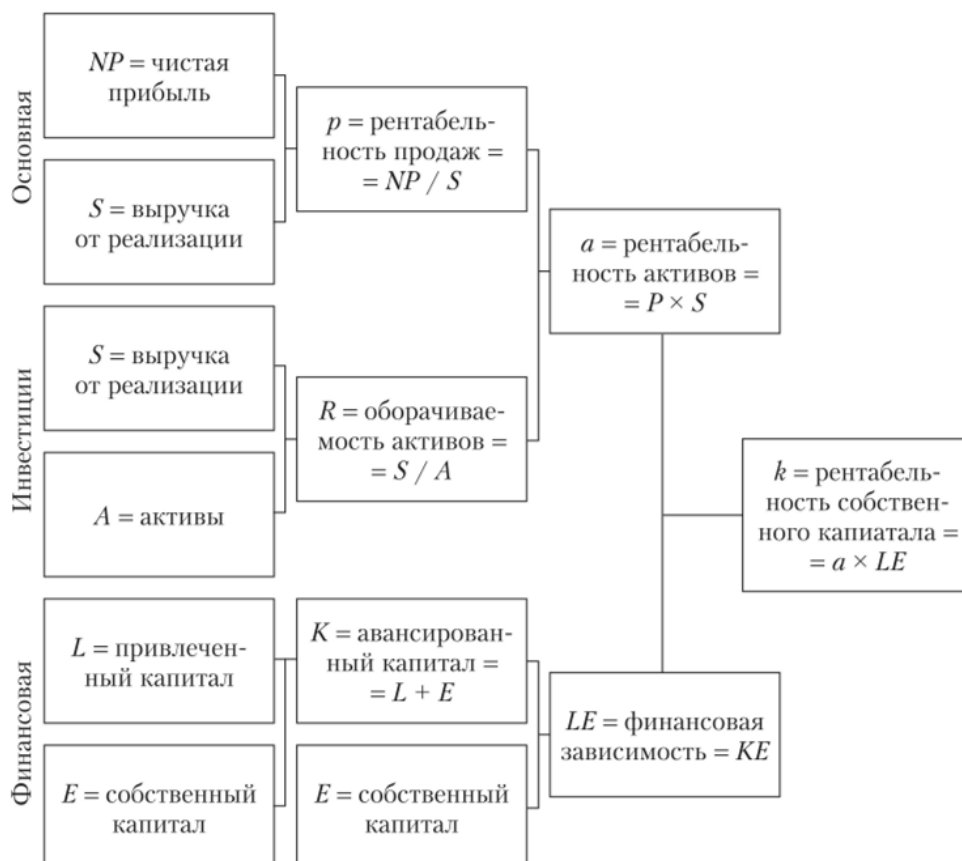 Основная
NP = чистая
прибыль
S = выручка
от реализации
p = рентабель-
ность продаж =
= NP / S
a = рентабель-
ность активов =
= P × S
Инвестиции
S = выручка
от реализации
A = активы
R = оборачивае-
мость активов =
= S / A
k = рентабель-
ность собствен-
ного капиатала =
= a × LE
Финансовая
L = привлечен-
ный капитал
E = собственный
капитал
K = авансирован-
ный капитал =
= L + E
E = собственный
капитал
LE = финансовая
зависимость = KE